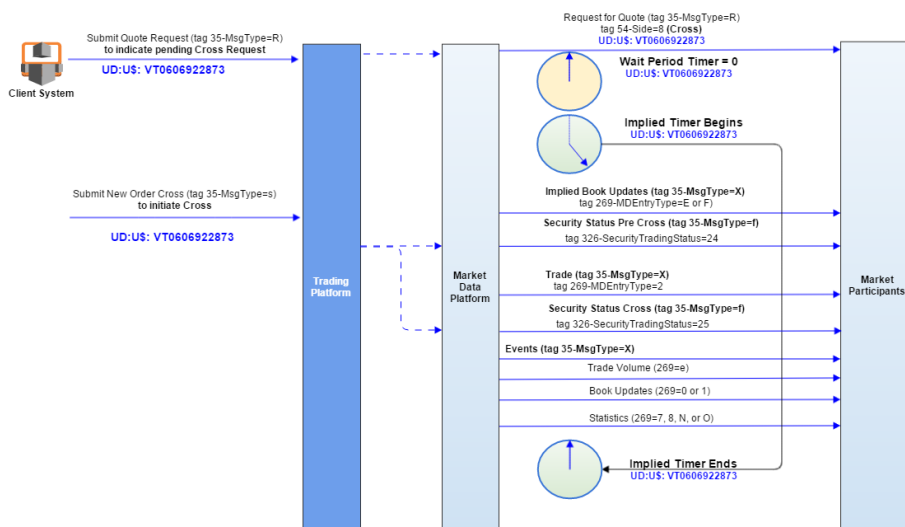 Submit Quote Request (tag 35-MsgType=R)
to indicate pending Cross Request
UD:U$: VT0606922873
Client System
Request for Quote (tag 35-MsgType=R)
tag 54-Side=8 (Cross)
UD:U$: VT0606922873
Wait Period Timer = 0
UD:U$: VT0606922873
Implied Timer Begins
UD:U$: VT0606922873
Submit New Order Cross (tag 35-MsgType=s)
to initiate Cross
UD:U$: VT0606922873
Implied Book Updates (tag 35-MsgType=X)
tag 269-MDEntryType=E or F)
Security Status Pre Cross (tag 35-MsgType=f)
tag 326-SecurityTradingStatus=24
Trading
Platform
Market
Data
Platform
Market
Participants
Trade (tag 35-MsgType=X)
tag 269-MDEntryType=2
Security Status Cross (tag 35-MsgType=f)
tag 326-SecurityTradingStatus=25
Events (tag 35-MsgType=X)
Trade Volume (269=e)
Book Updates (269=0 or 1)
Statistics (269=7, 8, N, or O)
Implied Timer Ends
UD:U$: VT0606922873